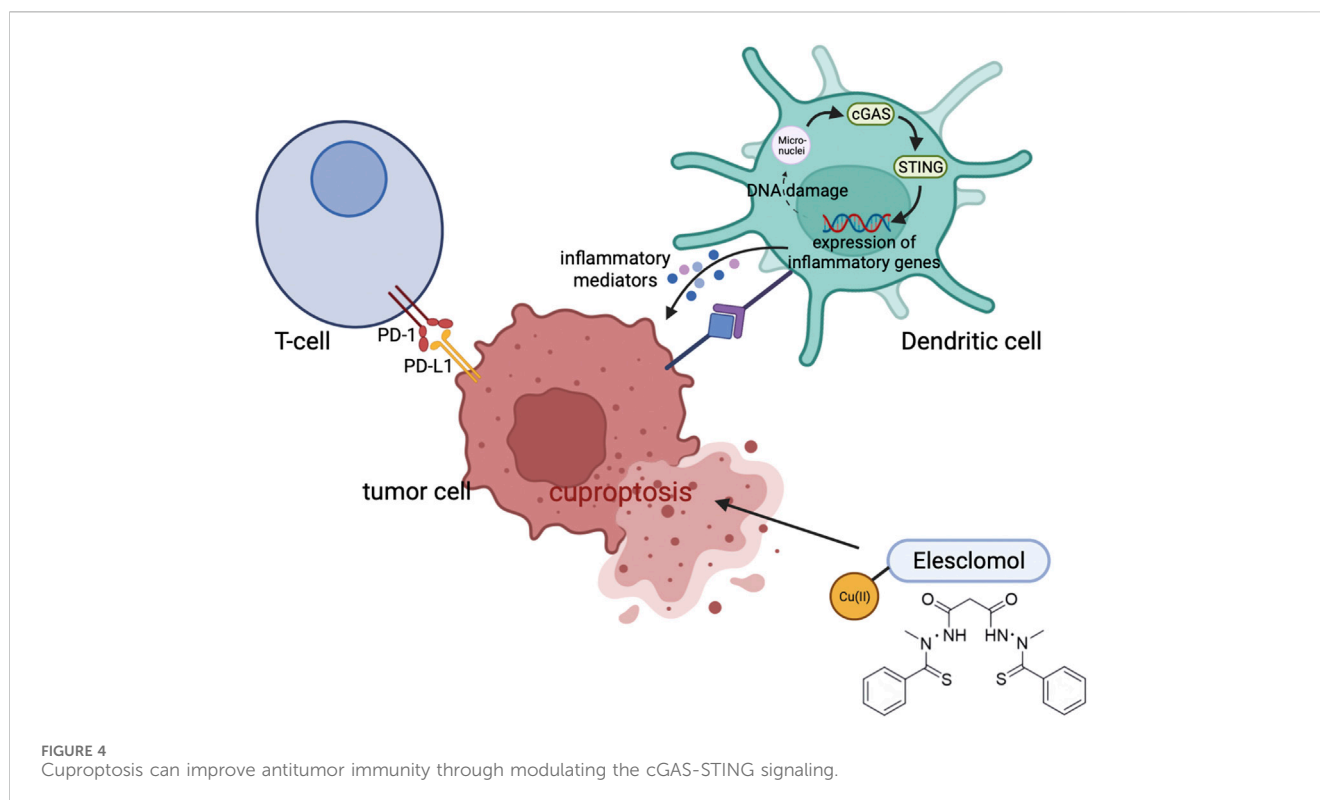 cGAS
Micro-
nuclei
STING
DNA damage
expression of
inflammatory genes
inflammatory
mediators
T-cell
PD-1
PD-L1
Dendritic cell
tumor cell
cuproptosis
Elesclomol
Cu(II)
O
O
N
NH
HN
N
S
S
FIGURE 4
Cuproptosis can improve antitumor immunity through modulating the cGAS-STING signaling.